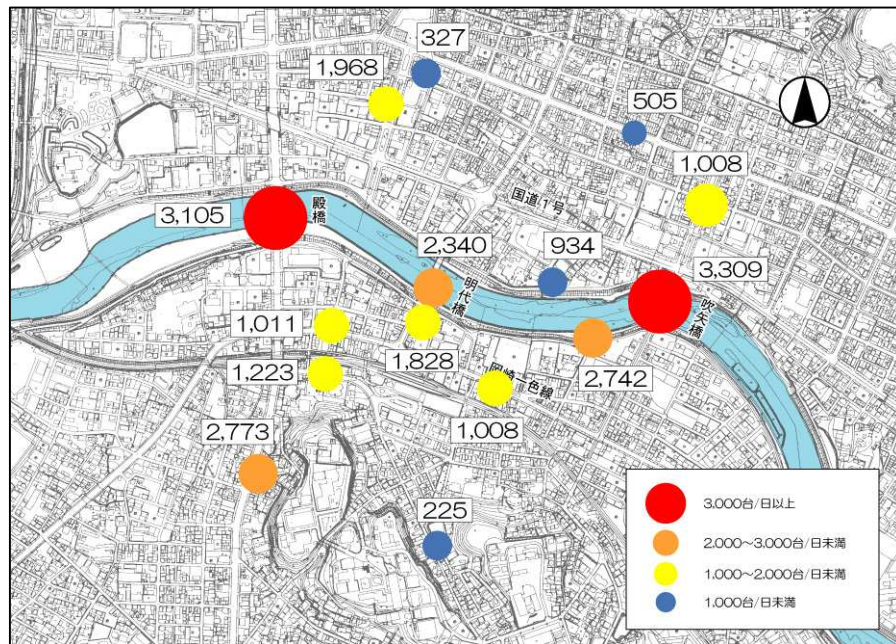 327
1,968
505
1,008
国道1号
殿橋
3,105
2,340
934
3,309
明代橋
吹矢橋
1,011
1,828
2,742
1,223
岡崎一色線
1,008
2,773
225
3.000台/日以上
2.000～3.000台/日未満
1.000～2.000台/日未満
1.000台/日未満